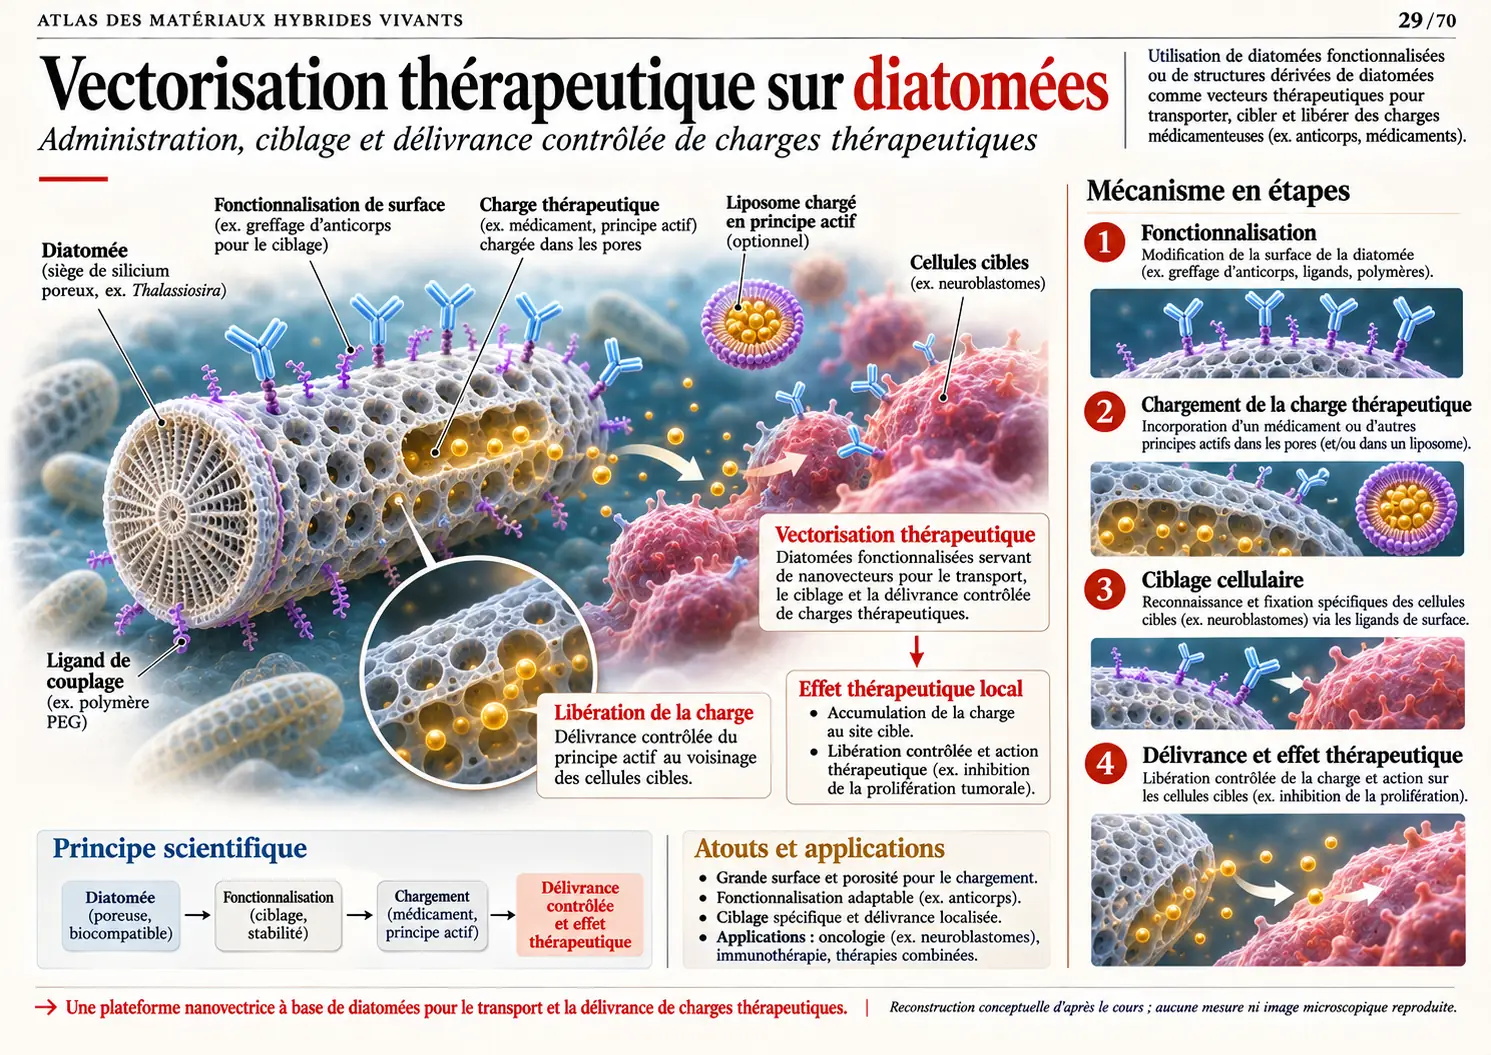 ATLAS DES MATÉRIAUX HYBRIDES VIVANTS
29/70
Vectorisation thérapeutique sur diatomées
Administration, ciblage et délivrance contrôlée de charges thérapeutiques
Utilisation de diatomées fonctionnalisées
ou de structures dérivées de diatomées
comme vecteurs thérapeutiques pour
transporter, cibler et libérer des charges
médicamenteuses (ex. anticorps, médicaments).
Diatomée
(siège de silicium
poreux, ex. Thalassiosira)
Fonctionnalisation de surface
(ex. greffage d'anticorps
pour le ciblage)
Charge thérapeutique
(ex. médicament, principe actif)
chargée dans les pores
Liposome chargé
en principe actif
(optionnel)
Cellules cibles
(ex. neuroblastomes)
Ligand de
couplage
(ex. polymère
PEG)
Libération de la charge
Délivrance contrôlée du
principe actif au voisinage
des cellules cibles.
Vectorisation thérapeutique
Diatomées fonctionnalisées servant
de nanovecteurs pour le transport,
le ciblage et la délivrance contrôlée
de charges thérapeutiques.
Effet thérapeutique local
• Accumulation de la charge
au site cible.
• Libération contrôlée et action
thérapeutique (ex. inhibition
de la prolifération tumorale).
Mécanisme en étapes
1 Fonctionnalisation
Modification de la surface de la diatomée
(ex. greffage d'anticorps, ligands, polymères).
2 Chargement de la charge thérapeutique
Incorporation d'un médicament ou d'autres
principes actifs dans les pores (et/ou dans un liposome).
3 Ciblage cellulaire
Reconnaissance et fixation spécifiques des cellules
cibles (ex. neuroblastomes) via les ligands de surface.
4 Délivrance et effet thérapeutique
Libération contrôlée de la charge et action sur
les cellules cibles (ex. inhibition de la prolifération).
Principe scientifique
Diatomée
(poreuse,
biocompatible)
→
Fonctionnalisation
(ciblage,
stabilité)
→
Chargement
(médicament,
principe actif)
→
Délivrance
contrôlée
et effet
thérapeutique
Atouts et applications
• Grande surface et porosité pour le chargement.
• Fonctionnalisation adaptable (ex. anticorps).
• Ciblage spécifique et délivrance localisée.
• Applications : oncologie (ex. neuroblastomes),
immunothérapie, thérapies combinées.
→ Une plateforme nanovectrice à base de diatomées pour le transport et la délivrance de charges thérapeutiques.
Reconstruction conceptuelle d'après le cours ; aucune mesure ni image microscopique reproduite.